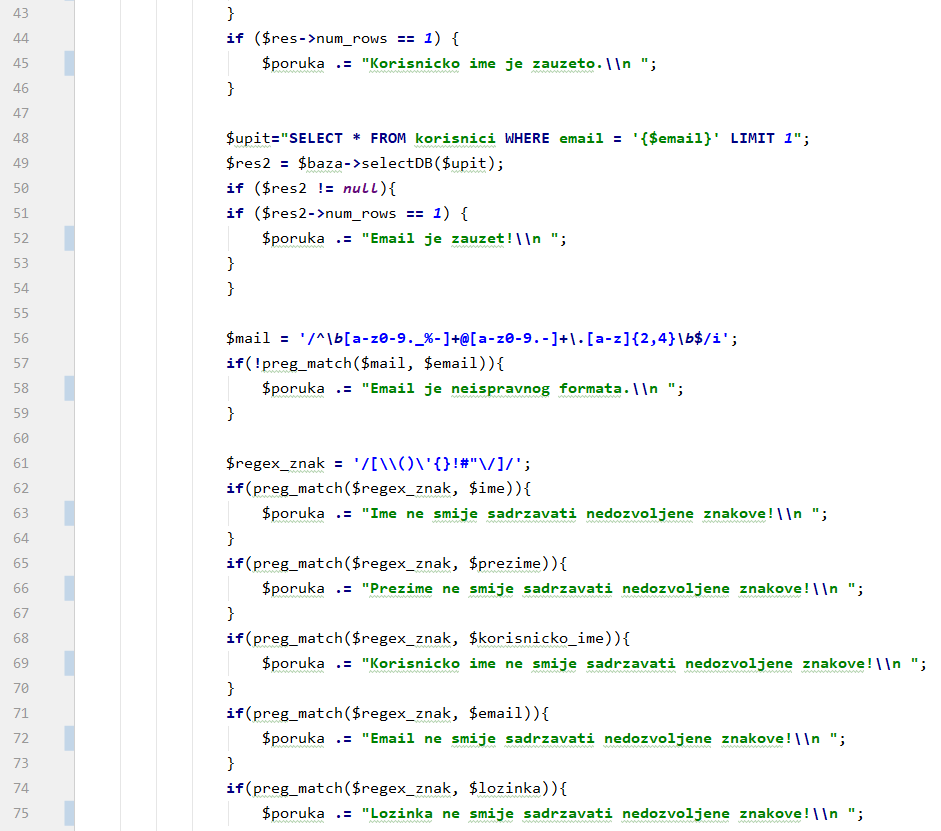 43 }
44 if ($res->num_rows == 1) {
45 $poruka .= "Korisnicko ime je zauzeto.\\n ";
46 }
47
48 $upit="SELECT * FROM korisnici WHERE email = '{$email}' LIMIT 1";
49 $res2 = $baza->selectDB($upit);
50 if ($res2 != null){
51 if ($res2->num_rows == 1) {
52 $poruka .= "Email je zauzet!\\n ";
53 }
54 }
55
56 $mail = '/^\b[a-z0-9._%-]+@[a-z0-9.-]+\.[a-z]{2,4}\b$/i';
57 if(!preg_match($mail, $email)){
58 $poruka .= "Email je neispravnog formata.\\n ";
59 }
60
61 $regex_znak = '/[\\()\'{}!#"\/]/';
62 if(preg_match($regex_znak, $ime)){
63 $poruka .= "Ime ne smije sadrzavati nedozvoljene znakove!\\n ";
64 }
65 if(preg_match($regex_znak, $prezime)){
66 $poruka .= "Prezime ne smije sadrzavati nedozvoljene znakove!\\n ";
67 }
68 if(preg_match($regex_znak, $korisnicko_ime)){
69 $poruka .= "Korisnicko ime ne smije sadrzavati nedozvoljene znakove!\\n ";
70 }
71 if(preg_match($regex_znak, $email)){
72 $poruka .= "Email ne smije sadrzavati nedozvoljene znakove!\\n ";
73 }
74 if(preg_match($regex_znak, $lozinka)){
75 $poruka .= "Lozinka ne smije sadrzavati nedozvoljene znakove!\\n ";